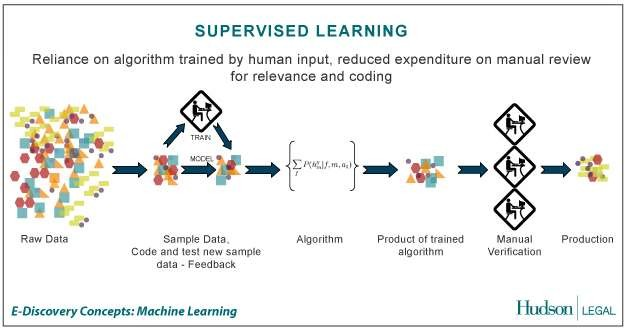 SUPERVISED LEARNING
Reliance on algorithm trained by human input, reduced expenditure on manual review
for relevance and coding
TRAIN
MODEL
Raw Data
Sample Data,
Code and test new sample
data - Feedback
Algorithm
Product of trained
algorithm
Manual
Verification
Production
E-Discovery Concepts: Machine Learning
Hudson LEGAL